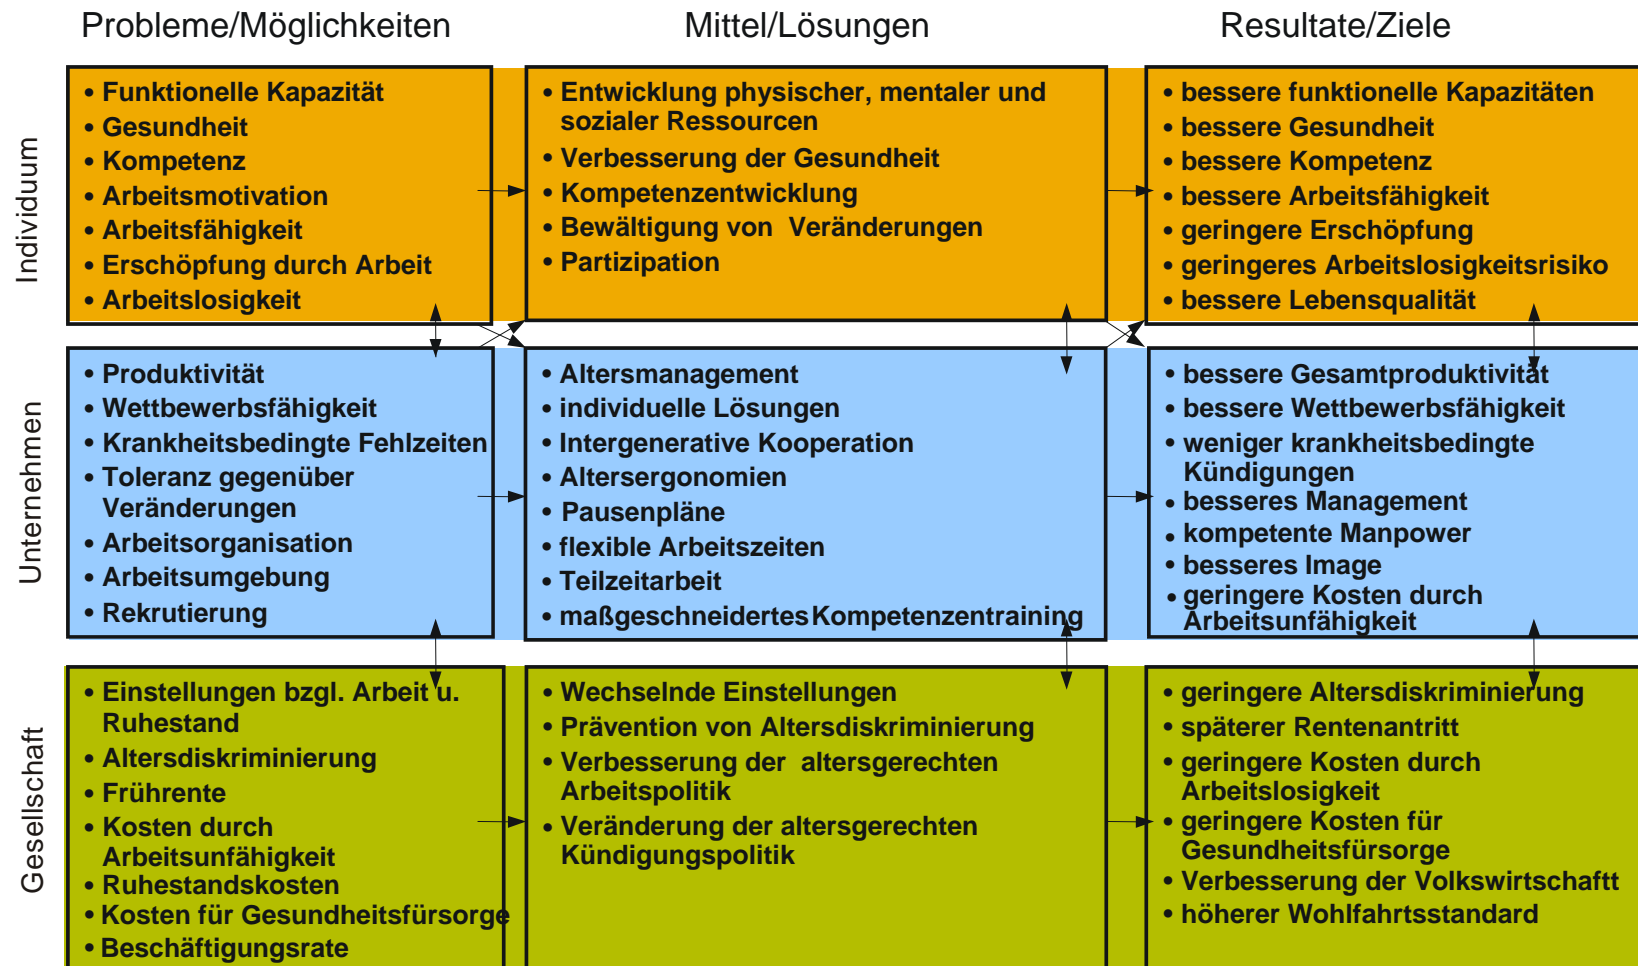 Probleme/Möglichkeiten
Mittel/Lösungen
Resultate/Ziele
Individuum
• Funktionelle Kapazität
• Gesundheit
• Kompetenz
• Arbeitsmotivation
• Arbeitsfähigkeit
• Erschöpfung durch Arbeit
• Arbeitslosigkeit
• Entwicklung physischer, mentaler und
sozialer Ressourcen
• Verbesserung der Gesundheit
• Kompetenzentwicklung
• Bewältigung von Veränderungen
• Partizipation
• bessere funktionelle Kapazitäten
• bessere Gesundheit
• bessere Kompetenz
• bessere Arbeitsfähigkeit
• geringere Erschöpfung
• geringeres Arbeitslosigkeitsrisiko
• bessere Lebensqualität
Unternehmen
• Produktivität
• Wettbewerbsfähigkeit
• Krankheitsbedingte Fehlzeiten
• Toleranz gegenüber
Veränderungen
• Arbeitsorganisation
• Arbeitsumgebung
• Rekrutierung
• Altersmanagement
• individuelle Lösungen
• Intergenerative Kooperation
• Altersergonomien
• Pausenpläne
• flexible Arbeitszeiten
• Teilzeitarbeit
• maßgeschneidertes Kompetenzentraining
• bessere Gesamtproduktivität
• bessere Wettbewerbsfähigkeit
• weniger krankheitsbedingte
Kündigungen
• besseres Management
• kompetente Manpower
• besseres Image
• geringere Kosten durch
Arbeitsunfähigkeit
Gesellschaft
• Einstellungen bzgl. Arbeit u.
Ruhestand
• Altersdiskriminierung
• Frührente
• Kosten durch
Arbeitsunfähigkeit
• Ruhestandskosten
• Kosten für Gesundheitsfürsorge
• Beschäftigungsrate
• Wechselnde Einstellungen
• Prävention von Altersdiskriminierung
• Verbesserung der altersgerechten
Arbeitspolitik
• Veränderung der altersgerechten
Kündigungspolitik
• geringere Altersdiskriminierung
• späterer Rentenantritt
• geringere Kosten durch
Arbeitslosigkeit
• geringere Kosten für
Gesundheitsfürsorge
• Verbesserung der Volkswirtschaftt
• höherer Wohlfahrtsstandard